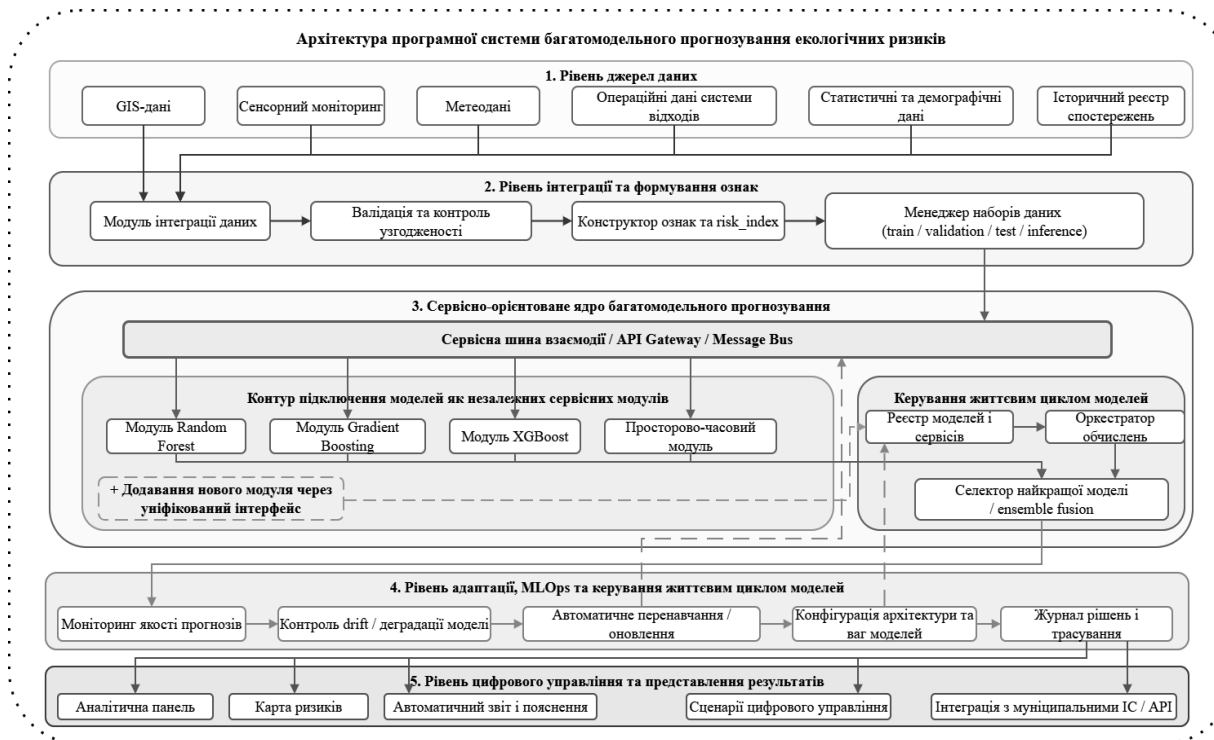 Архітектура програмної системи багатомодельного прогнозування екологічних ризиків
1. Рівень джерел даних
GIS-дані
Сенсорний моніторинг
Метеодані
Операційні дані системи
відходів
Статистичні та демографічні
дані
Історичний реєстр
спостережень
2. Рівень інтеграції та формування ознак
Модуль інтеграції даних
Валідація та контроль
узгодженості
Конструктор ознак та risk_index
Менеджер наборів даних
(train / validation / test / inference)
3. Сервісно-орієнтоване ядро багатомодельного прогнозування
Сервісна шина взаємодії / API Gateway / Message Bus
Контур підключення моделей як незалежних сервісних модулів
Модуль Random
Forest
Модуль Gradient
Boosting
Модуль XGBoost
Просторово-часовий
модуль
+ Додавання нового модуля через
уніфікований інтерфейс
Керування життєвим циклом моделей
Реєстр моделей і
сервісів
Оркестратор
обчислень
Селектор найкращої моделі
/ ensemble fusion
4. Рівень адаптації, MLOps та керування життєвим циклом моделей
Моніторинг якості прогнозів
Контроль drift / деградації моделі
Автоматичне перенавчання /
оновлення
Конфігурація архітектури та
ваг моделей
Журнал рішень і
трасування
5. Рівень цифрового управління та представлення результатів
Аналітична панель
Карта ризиків
Автоматичний звіт і пояснення
Сценарії цифрового управління
Інтеграція з муніципальними ІС / API